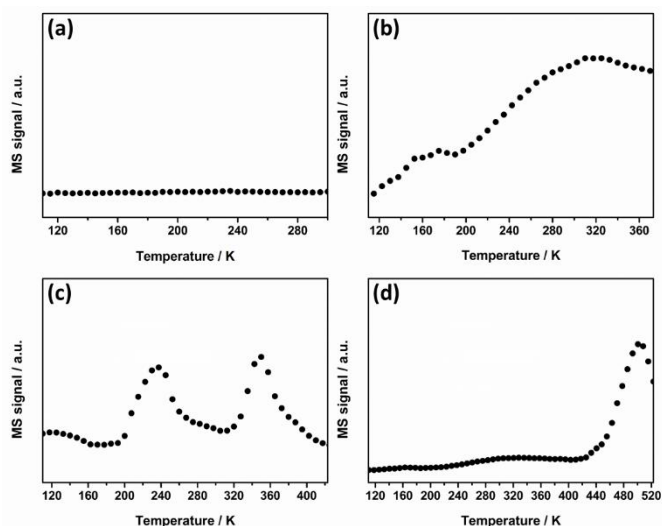 (a)
MS signal / a.u.
120 160 200 240 280
Temperature / K
(b)
MS signal / a.u.
120 160 200 240 280 320 360
Temperature / K
(c)
MS signal / a.u.
120 160 200 240 280 320 360 400
Temperature / K
(d)
MS signal / a.u.
120 160 200 240 280 320 360 400 440 480 520
Temperature / K